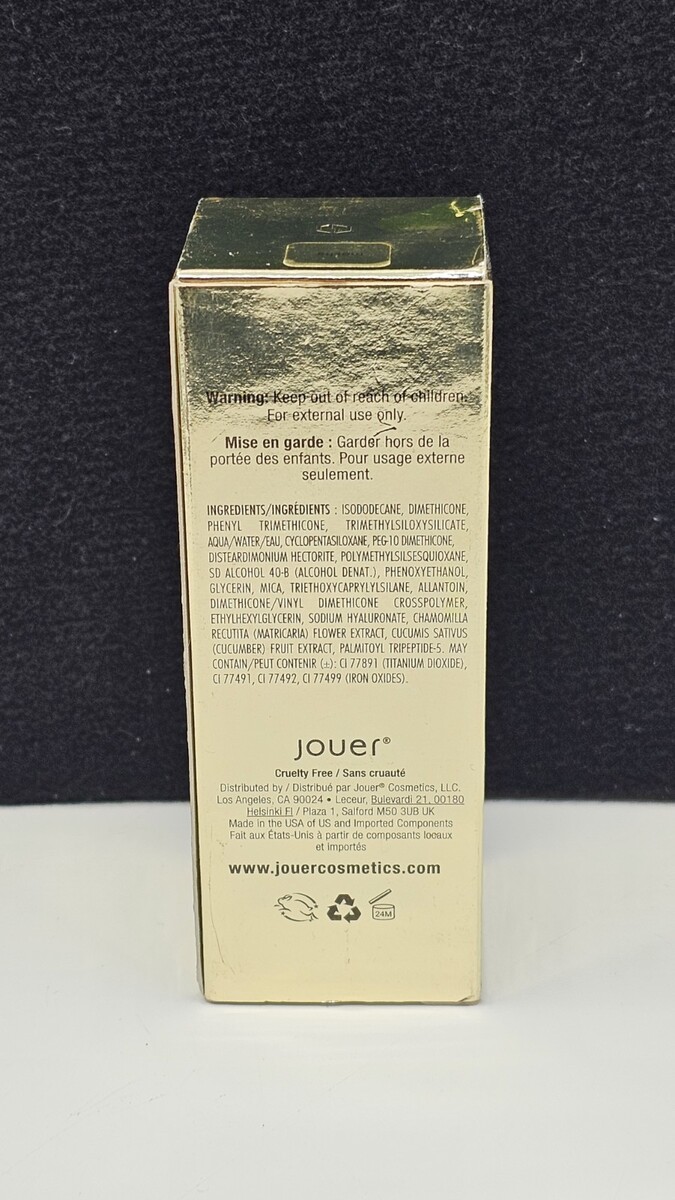 Warning: Keep out of reach of children.
For external use only.
Mise en garde : Garder hors de la
portée des enfants. Pour usage externe
seulement.
INGREDIENTS/INGRÉDIENTS : ISODODECANE, DIMETHICONE,
PHENYL TRIMETHICONE, TRIMETHYLSILOXYSILICATE,
AQUA/WATER/EAU, CYCLOPENTASILOXANE, PEG-10 DIMETHICONE,
DISTEARDIMONIUM HECTORITE, POLYMETHYLSILSESQUIOXANE,
SD ALCOHOL 40-B (ALCOHOL DENAT.), PHENOXYETHANOL,
GLYCERIN, MICA, TRIETHOXYCAPRYLYLSILANE, ALLANTOIN,
DIMETHICONE/VINYL DIMETHICONE CROSSPOLYMER,
ETHYLHEXYLGLYCERIN, SODIUM HYALURONATE, CHAMOMILLA
RECUTITA (MATRICARIA) FLOWER EXTRACT, CUCUMIS SATIVUS
(CUCUMBER) FRUIT EXTRACT, PALMITOYL TRIPEPTIDE-5. MAY
CONTAIN/PEUT CONTENIR (±): CI 77891 (TITANIUM DIOXIDE),
CI 77491, CI 77492, CI 77499 (IRON OXIDES).
jouer®
Cruelty Free / Sans cruauté
Distributed by / Distribué par Jouer® Cosmetics, LLC.
Los Angeles, CA 90024 • Leceur, Bulevardi 21, 00180
Helsinki FI / Plaza 1, Salford M50 3UB UK
Made in the USA of US and Imported Components
Fait aux États-Unis à partir de composants locaux
et importés
www.jouercosmetics.com
24M